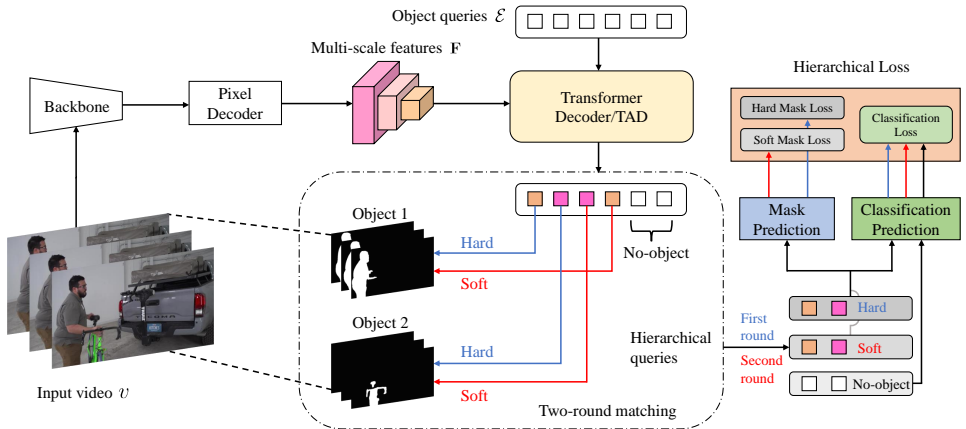 Object queries ℰ
Multi-scale features F
Backbone
Pixel
Decoder
Transformer
Decoder/TAD
Hierarchical Loss
Hard Mask Loss
Soft Mask Loss
Classification
Loss
Mask
Prediction
Classification
Prediction
Object 1
Hard
Soft
No-object
Object 2
Hard
Soft
Hierarchical
queries
Two-round matching
First
round
Second
round
Hard
Soft
No-object
Input video 𝑣